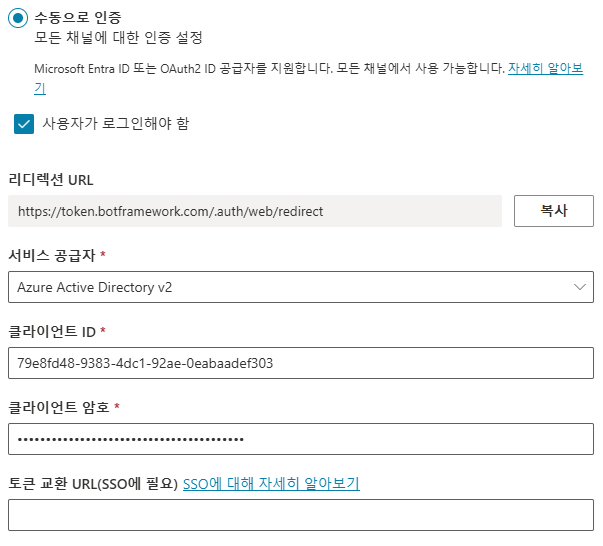 수동으로 인증
모든 채널에 대한 인증 설정
Microsoft Entra ID 또는 OAuth2 ID 공급자를 지원합니다. 모든 채널에서 사용 가능합니다. 자세히 알아보
기
사용자가 로그인해야 함
리디렉션 URL
https://token.botframework.com/.auth/web/redirect
복사
서비스 공급자 *
Azure Active Directory v2
클라이언트 ID *
79e8fd48-9383-4dc1-92ae-0eabaadef303
클라이언트 암호 *
••••••••••••••••••••••••••••••••••••••••
토큰 교환 URL(SSO에 필요) SSO에 대해 자세히 알아보기